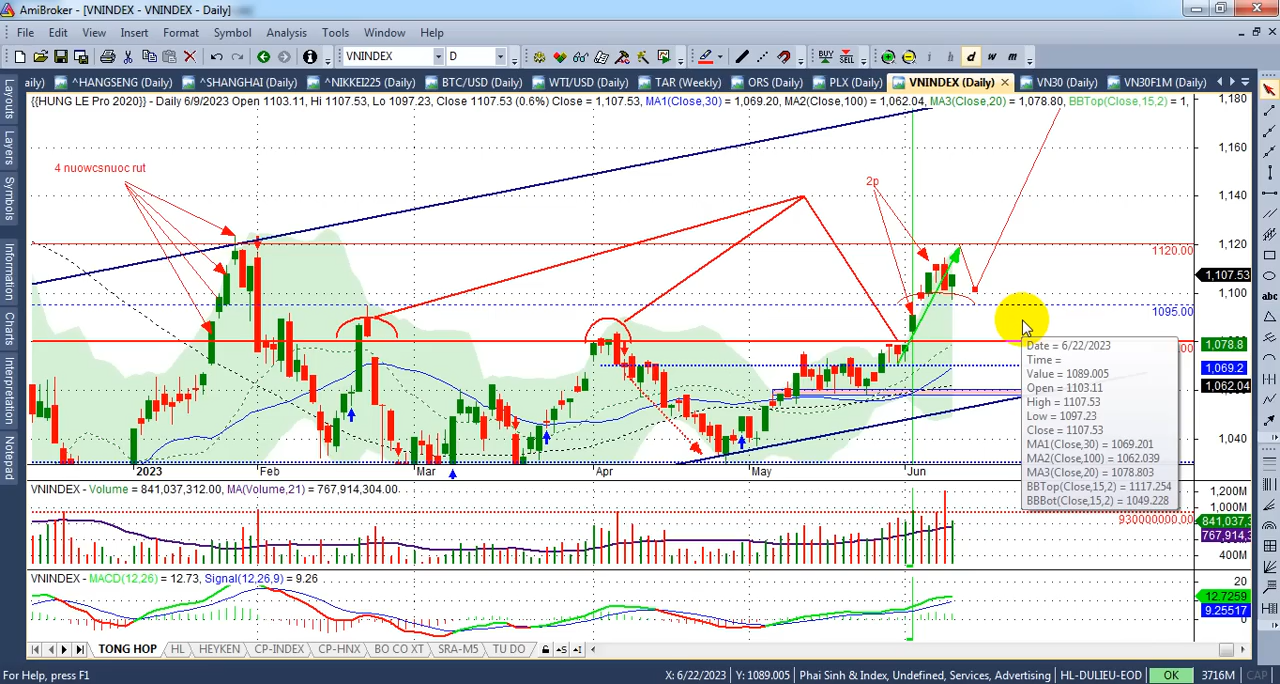 AmiBroker - [VNINDEX - VNINDEX - Daily]
File Edit View Insert Format Symbol Analysis Tools Window Help
VNINDEX D BUY SELL i h d w m
aily) ^HANGSENG (Daily) ^SHANGHAI (Daily) ^NIKKEI225 (Daily) BTC/USD (Daily) WTI/USD (Daily) TAR (Weekly) ORS (Daily) PLX (Daily) VNINDEX (Daily) VN30 (Daily) VN30F1M (Daily)
Layouts
Layers
Symbols
Information
Charts
Interpretation
Notepad
abc
{{HUNG LE Pro 2020}} - Daily 6/9/2023 Open 1103.11, Hi 1107.53, Lo 1097.23, Close 1107.53 (0.6%) Close = 1,107.53, MA1(Close,30) = 1,069.20, MA2(Close,100) = 1,062.04, MA3(Close,20) = 1,078.80, BBTop(Close,15,2) = 1,
1,180
1,160
1,140
1,120
1,107.53
1,100
1,078.8
1,069.2
1,062.04
1,040
4 nuowcsnuoc rut
2p
1120.00
1095.00
Date = 6/22/2023
Time =
Value = 1089.005
Open = 1103.11
High = 1107.53
Low = 1097.23
Close = 1107.53
MA1(Close,30) = 1069.201
MA2(Close,100) = 1062.039
MA3(Close,20) = 1078.803
BBTop(Close,15,2) = 1117.254
BBBot(Close,15,2) = 1049.228
2023 Feb Mar Apr May Jun
VNINDEX - Volume = 841,037,312.00, MA(Volume,21) = 767,914,304.00
1,200M
1,000M
930000000.00
841,037,
767,914,
400M
VNINDEX - MACD(12,26) = 12.73, Signal(12,26,9) = 9.26
20
12.7259
9.25517
0
TONG HOP HL HEYKEN CP-INDEX CP-HNX BO CO XT SRA-M5 TU DO
For Help, press F1 X: 6/22/2023 Y: 1089.005 Phai Sinh & Index, Undefined, Services, Advertising HL-DULIEU-EOD OK 3716M CAP